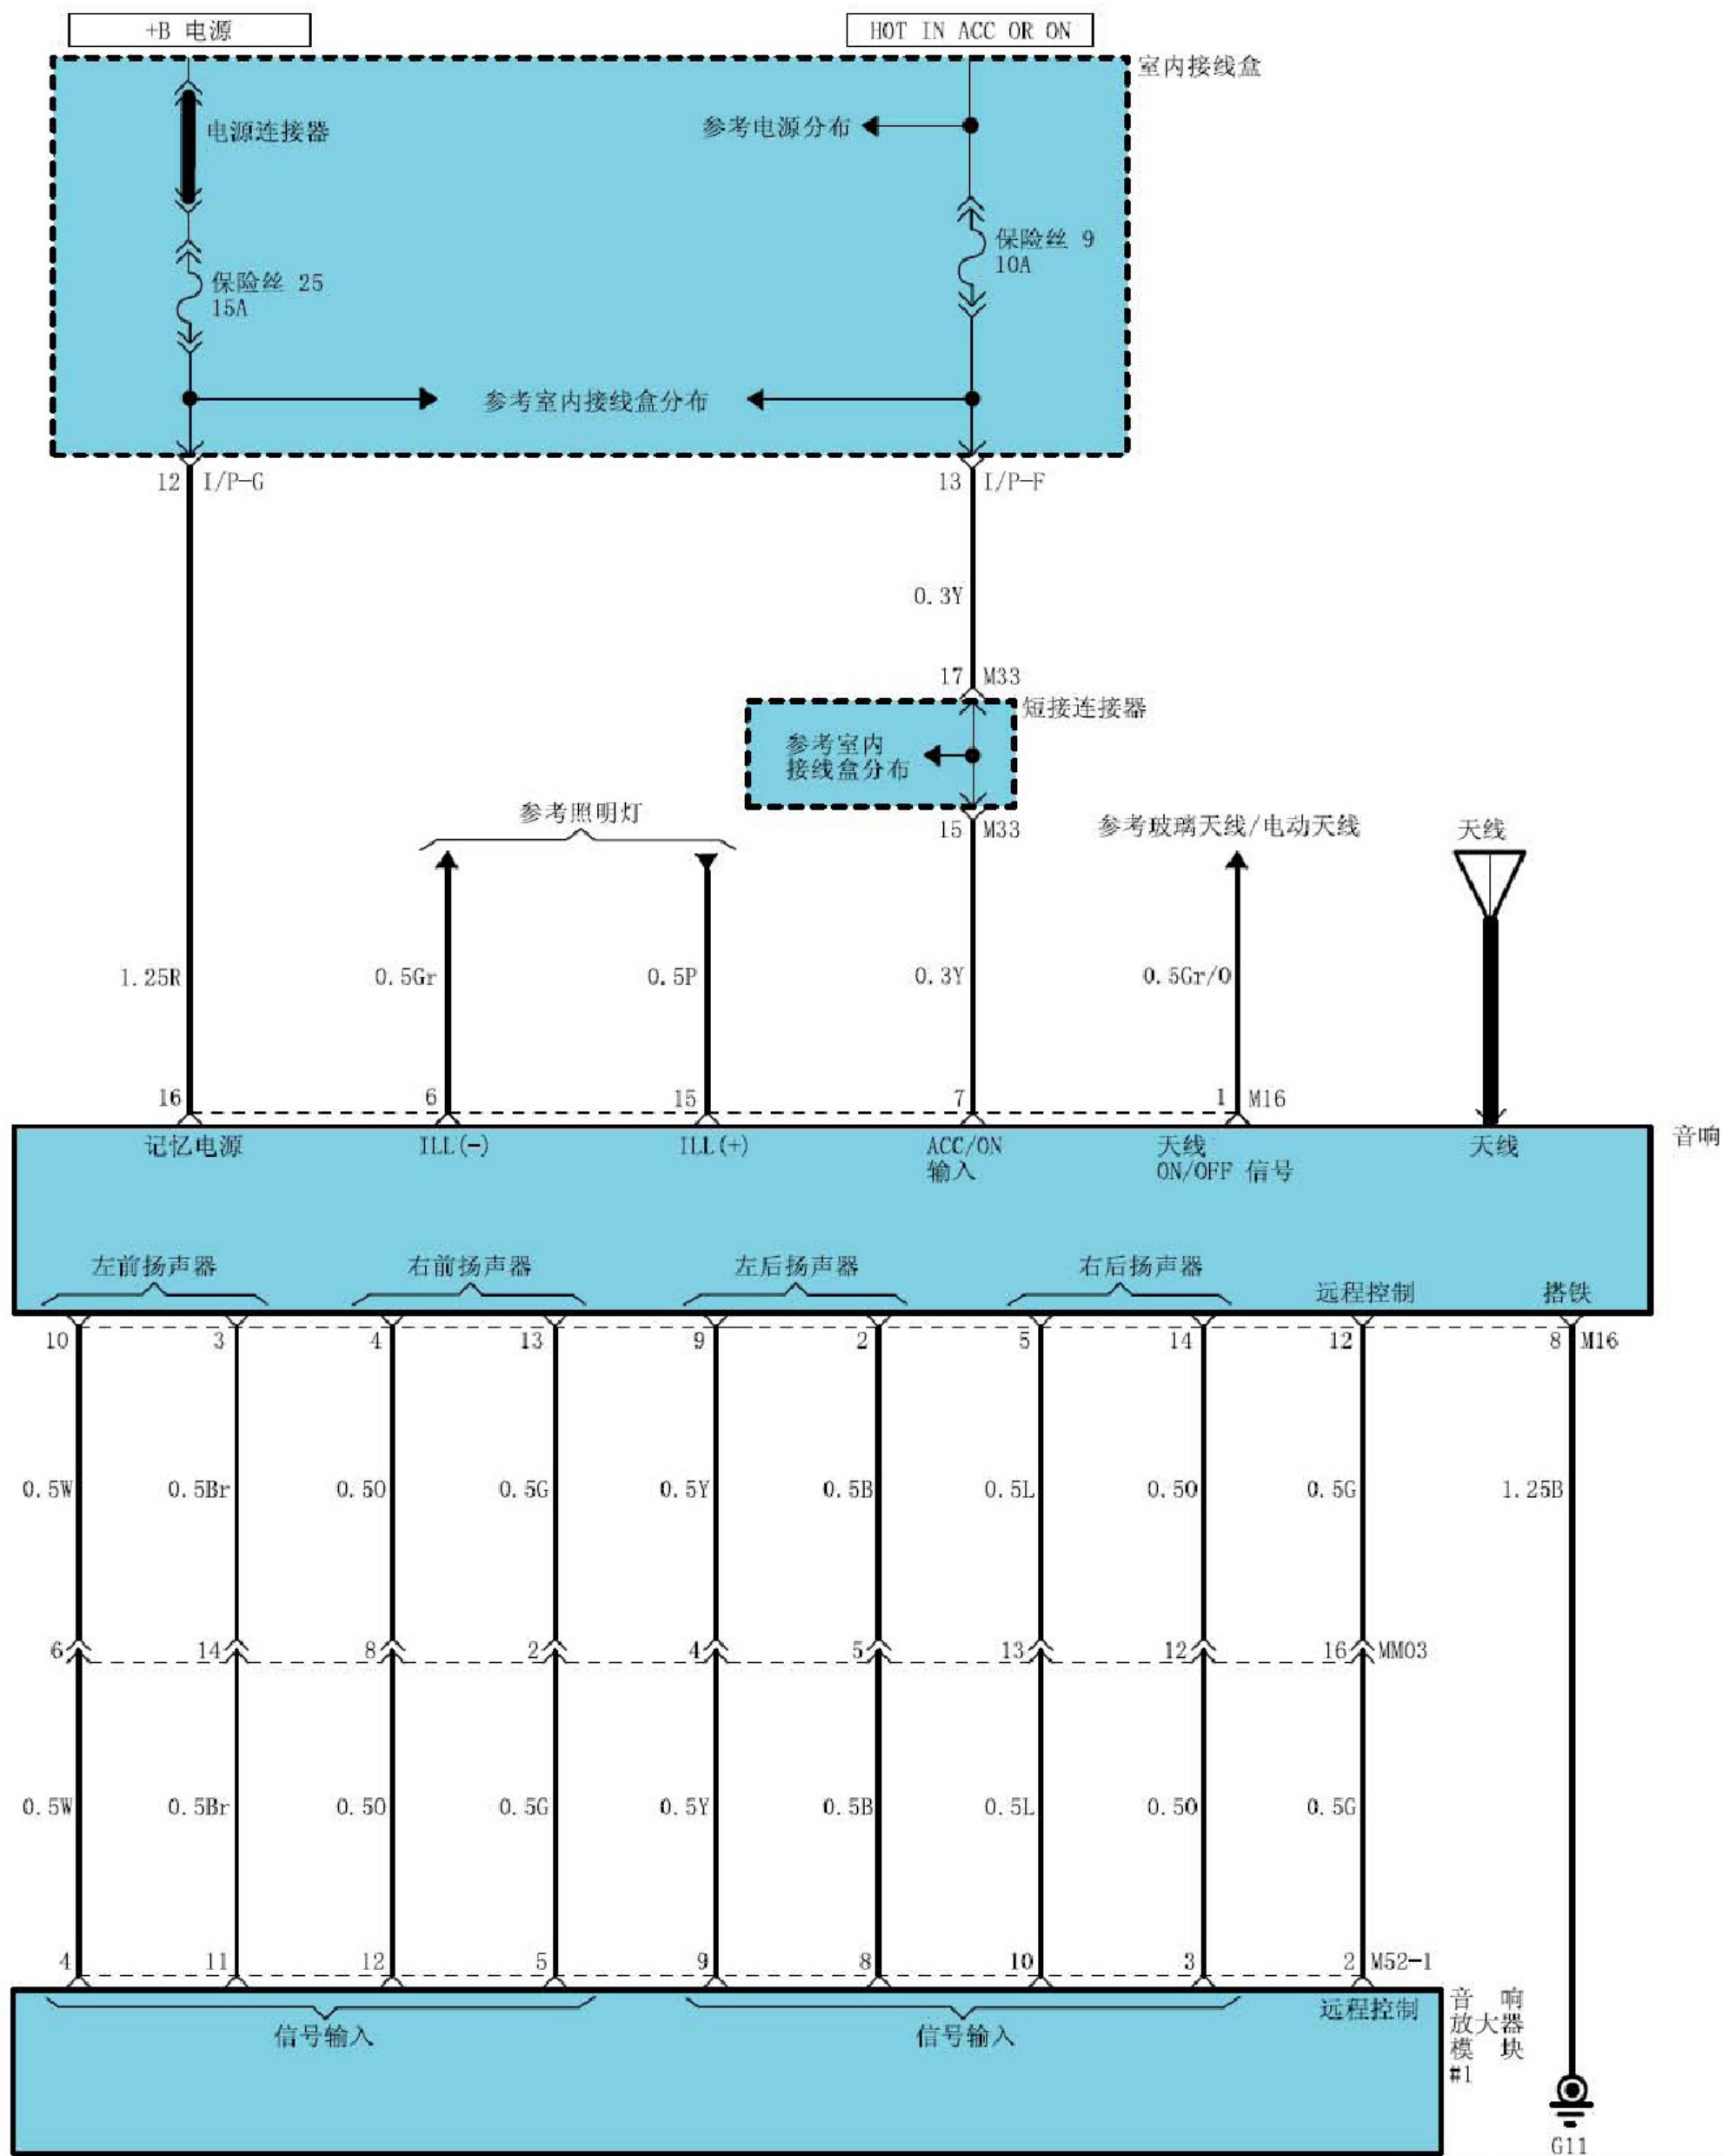 +B 电源
HOT IN ACC OR ON
室内接线盒
电源连接器
参考电源分布
保险丝 9
10A
保险丝 25
15A
参考室内接线盒分布
12 I/P-G
13 I/P-F
0.3Y
17 M33
短接连接器
参考室内
接线盒分布
参考照明灯
15 M33
参考玻璃天线/电动天线
天线
1.25R
0.5Gr
0.5P
0.3Y
0.5Gr/O
16
6
15
7
1 M16
音响
记忆电源
ILL(-)
ILL(+)
ACC/ON
输入
天线
ON/OFF 信号
天线
左前扬声器
右前扬声器
左后扬声器
右后扬声器
远程控制
搭铁
10
3
4
13
9
2
5
14
12
8 M16
0.5W
0.5Br
0.5O
0.5G
0.5Y
0.5B
0.5L
0.5O
0.5G
1.25B
6
14
8
2
4
5
13
12
16 MM03
0.5W
0.5Br
0.5O
0.5G
0.5Y
0.5B
0.5L
0.5O
0.5G
4
11
12
5
9
8
10
3
2 M52-1
信号输入
信号输入
远程控制
音 响
放大器
模 块
#1
G11